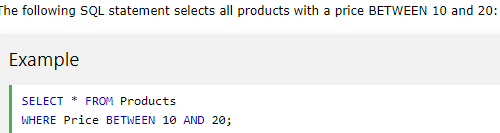 The following SQL statement selects all products with a price BETWEEN 10 and 20:
Example
SELECT * FROM Products
WHERE Price BETWEEN 10 AND 20;